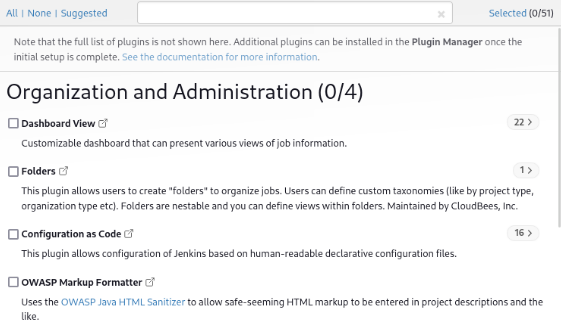 All | None | Suggested
Selected (0/51)
Note that the full list of plugins is not shown here. Additional plugins can be installed in the Plugin Manager once the
initial setup is complete. See the documentation for more information.
Organization and Administration (0/4)
Dashboard View
22 >
Customizable dashboard that can present various views of job information.
Folders
1 >
This plugin allows users to create "folders" to organize jobs. Users can define custom taxonomies (like by project type,
organization type etc). Folders are nestable and you can define views within folders. Maintained by CloudBees, Inc.
Configuration as Code
16 >
This plugin allows configuration of Jenkins based on human-readable declarative configuration files.
OWASP Markup Formatter
Uses the OWASP Java HTML Sanitizer to allow safe-seeming HTML markup to be entered in project descriptions and the
like.